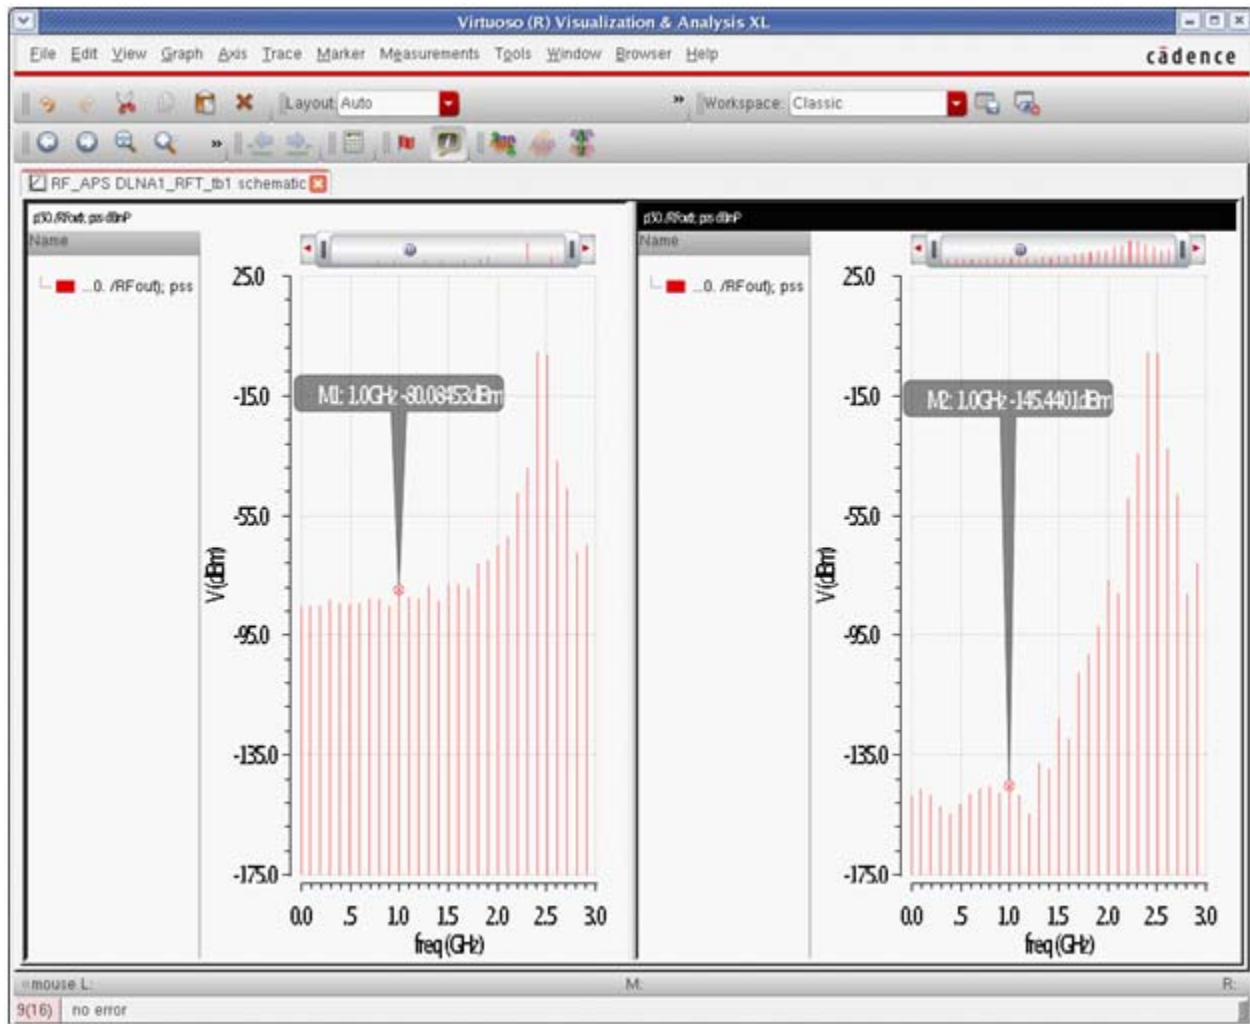 Virtuoso (R) Visualization & Analysis XL
File Edit View Graph Axis Trace Marker Measurements Tools Window Browser Help
cādence
Layout: Auto
» Workspace: Classic
»
RF_APS DLNA1_RFT_tb1 schematic
Name
...0. /RFout); pss
25.0
-15.0
-55.0
-95.0
-135.0
-175.0
V (dBm)
M1: 1.0GHz -80.08453dBm
0.0 .5 1.0 1.5 2.0 2.5 3.0
freq (GHz)
Name
...0. /RFout); pss
25.0
-15.0
-55.0
-95.0
-135.0
-175.0
V (dBm)
M2: 1.0GHz -145.4401dBm
0.0 .5 1.0 1.5 2.0 2.5 3.0
freq (GHz)
mouse L: M: R:
9(16) no error